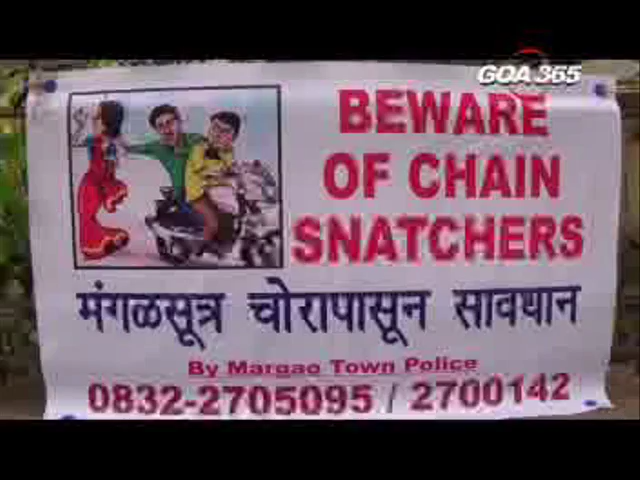 GOA 365
BEWARE
OF CHAIN
SNATCHERS
मंगळसूत्र चोरापासून सावधान
By Margao Town Police
0832-2705095 / 2700142